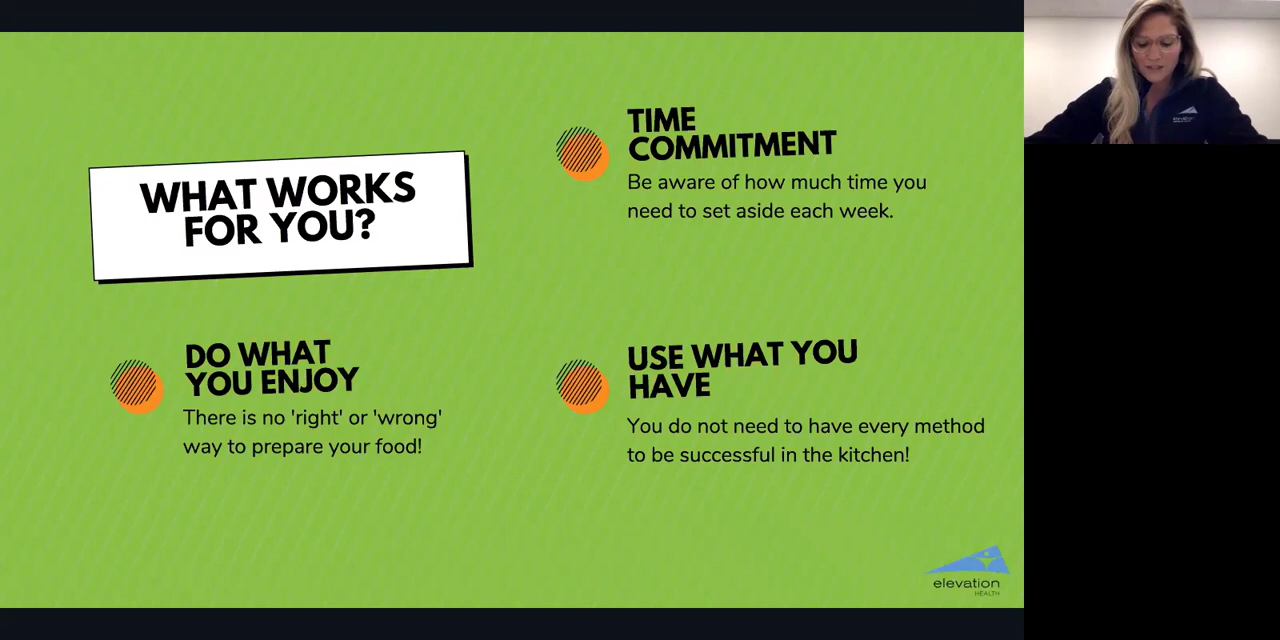 WHAT WORKS
FOR YOU?
TIME
COMMITMENT
Be aware of how much time you
need to set aside each week.
DO WHAT
YOU ENJOY
There is no 'right' or 'wrong'
way to prepare your food!
USE WHAT YOU
HAVE
You do not need to have every method
to be successful in the kitchen!
elevation
HEALTH
elevation